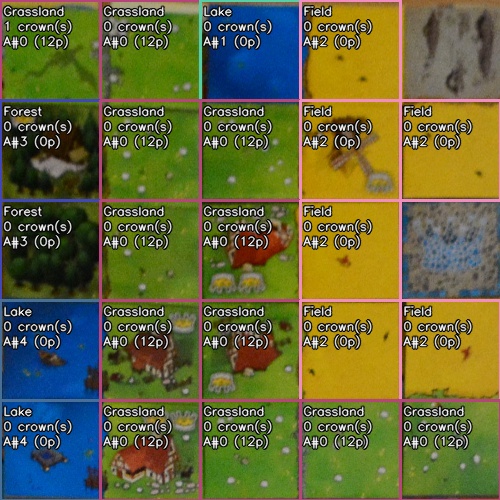 Grassland
1 crown(s)
A#0 (12p)
Grassland
0 crown(s)
A#0 (12p)
Lake
0 crown(s)
A#1 (0p)
Field
0 crown(s)
A#2 (0p)
Forest
0 crown(s)
A#3 (0p)
Grassland
0 crown(s)
A#0 (12p)
Grassland
0 crown(s)
A#0 (12p)
Field
0 crown(s)
A#2 (0p)
Field
0 crown(s)
A#2 (0p)
Forest
0 crown(s)
A#3 (0p)
Grassland
0 crown(s)
A#0 (12p)
Grassland
0 crown(s)
A#0 (12p)
Field
0 crown(s)
A#2 (0p)
Lake
0 crown(s)
A#4 (0p)
Grassland
0 crown(s)
A#0 (12p)
Grassland
0 crown(s)
A#0 (12p)
Field
0 crown(s)
A#2 (0p)
Field
0 crown(s)
A#2 (0p)
Lake
0 crown(s)
A#4 (0p)
Grassland
0 crown(s)
A#0 (12p)
Grassland
0 crown(s)
A#0 (12p)
Grassland
0 crown(s)
A#0 (12p)
Grassland
0 crown(s)
A#0 (12p)